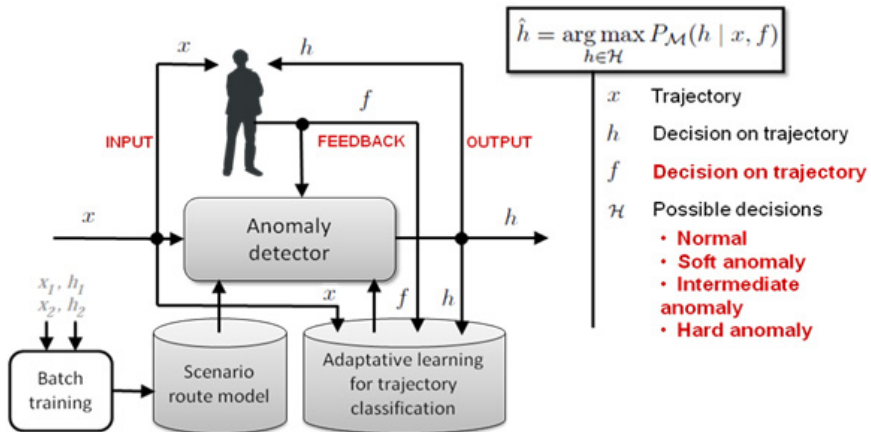 x
h
ĥ = arg max P_M(h | x, f)
h∈H
f
INPUT
FEEDBACK
OUTPUT
x Trajectory
h Decision on trajectory
f Decision on trajectory
H Possible decisions
• Normal
• Soft anomaly
• Intermediate
anomaly
• Hard anomaly
x
Anomaly
detector
h
x₁, h₁
x₂, h₂
x
f
h
Batch
training
Scenario
route model
Adaptative learning
for trajectory
classification